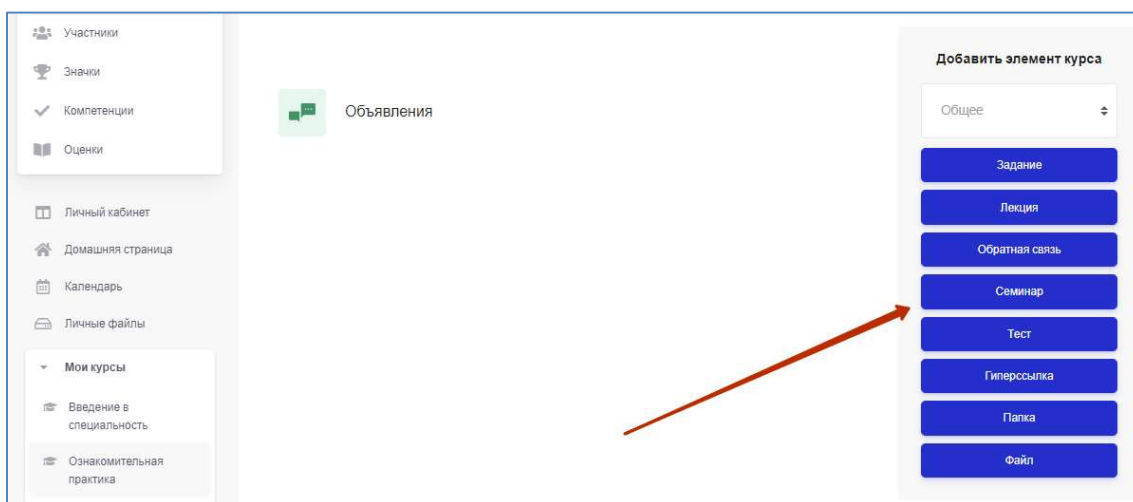 Участники
Значки
Компетенции
Оценки
Личный кабинет
Домашняя страница
Календарь
Личные файлы
Мои курсы
Введение в
специальность
Ознакомительная
практика
Объявления
Добавить элемент курса
Общее
Задание
Лекция
Обратная связь
Семинар
Тест
Гиперссылка
Папка
Файл